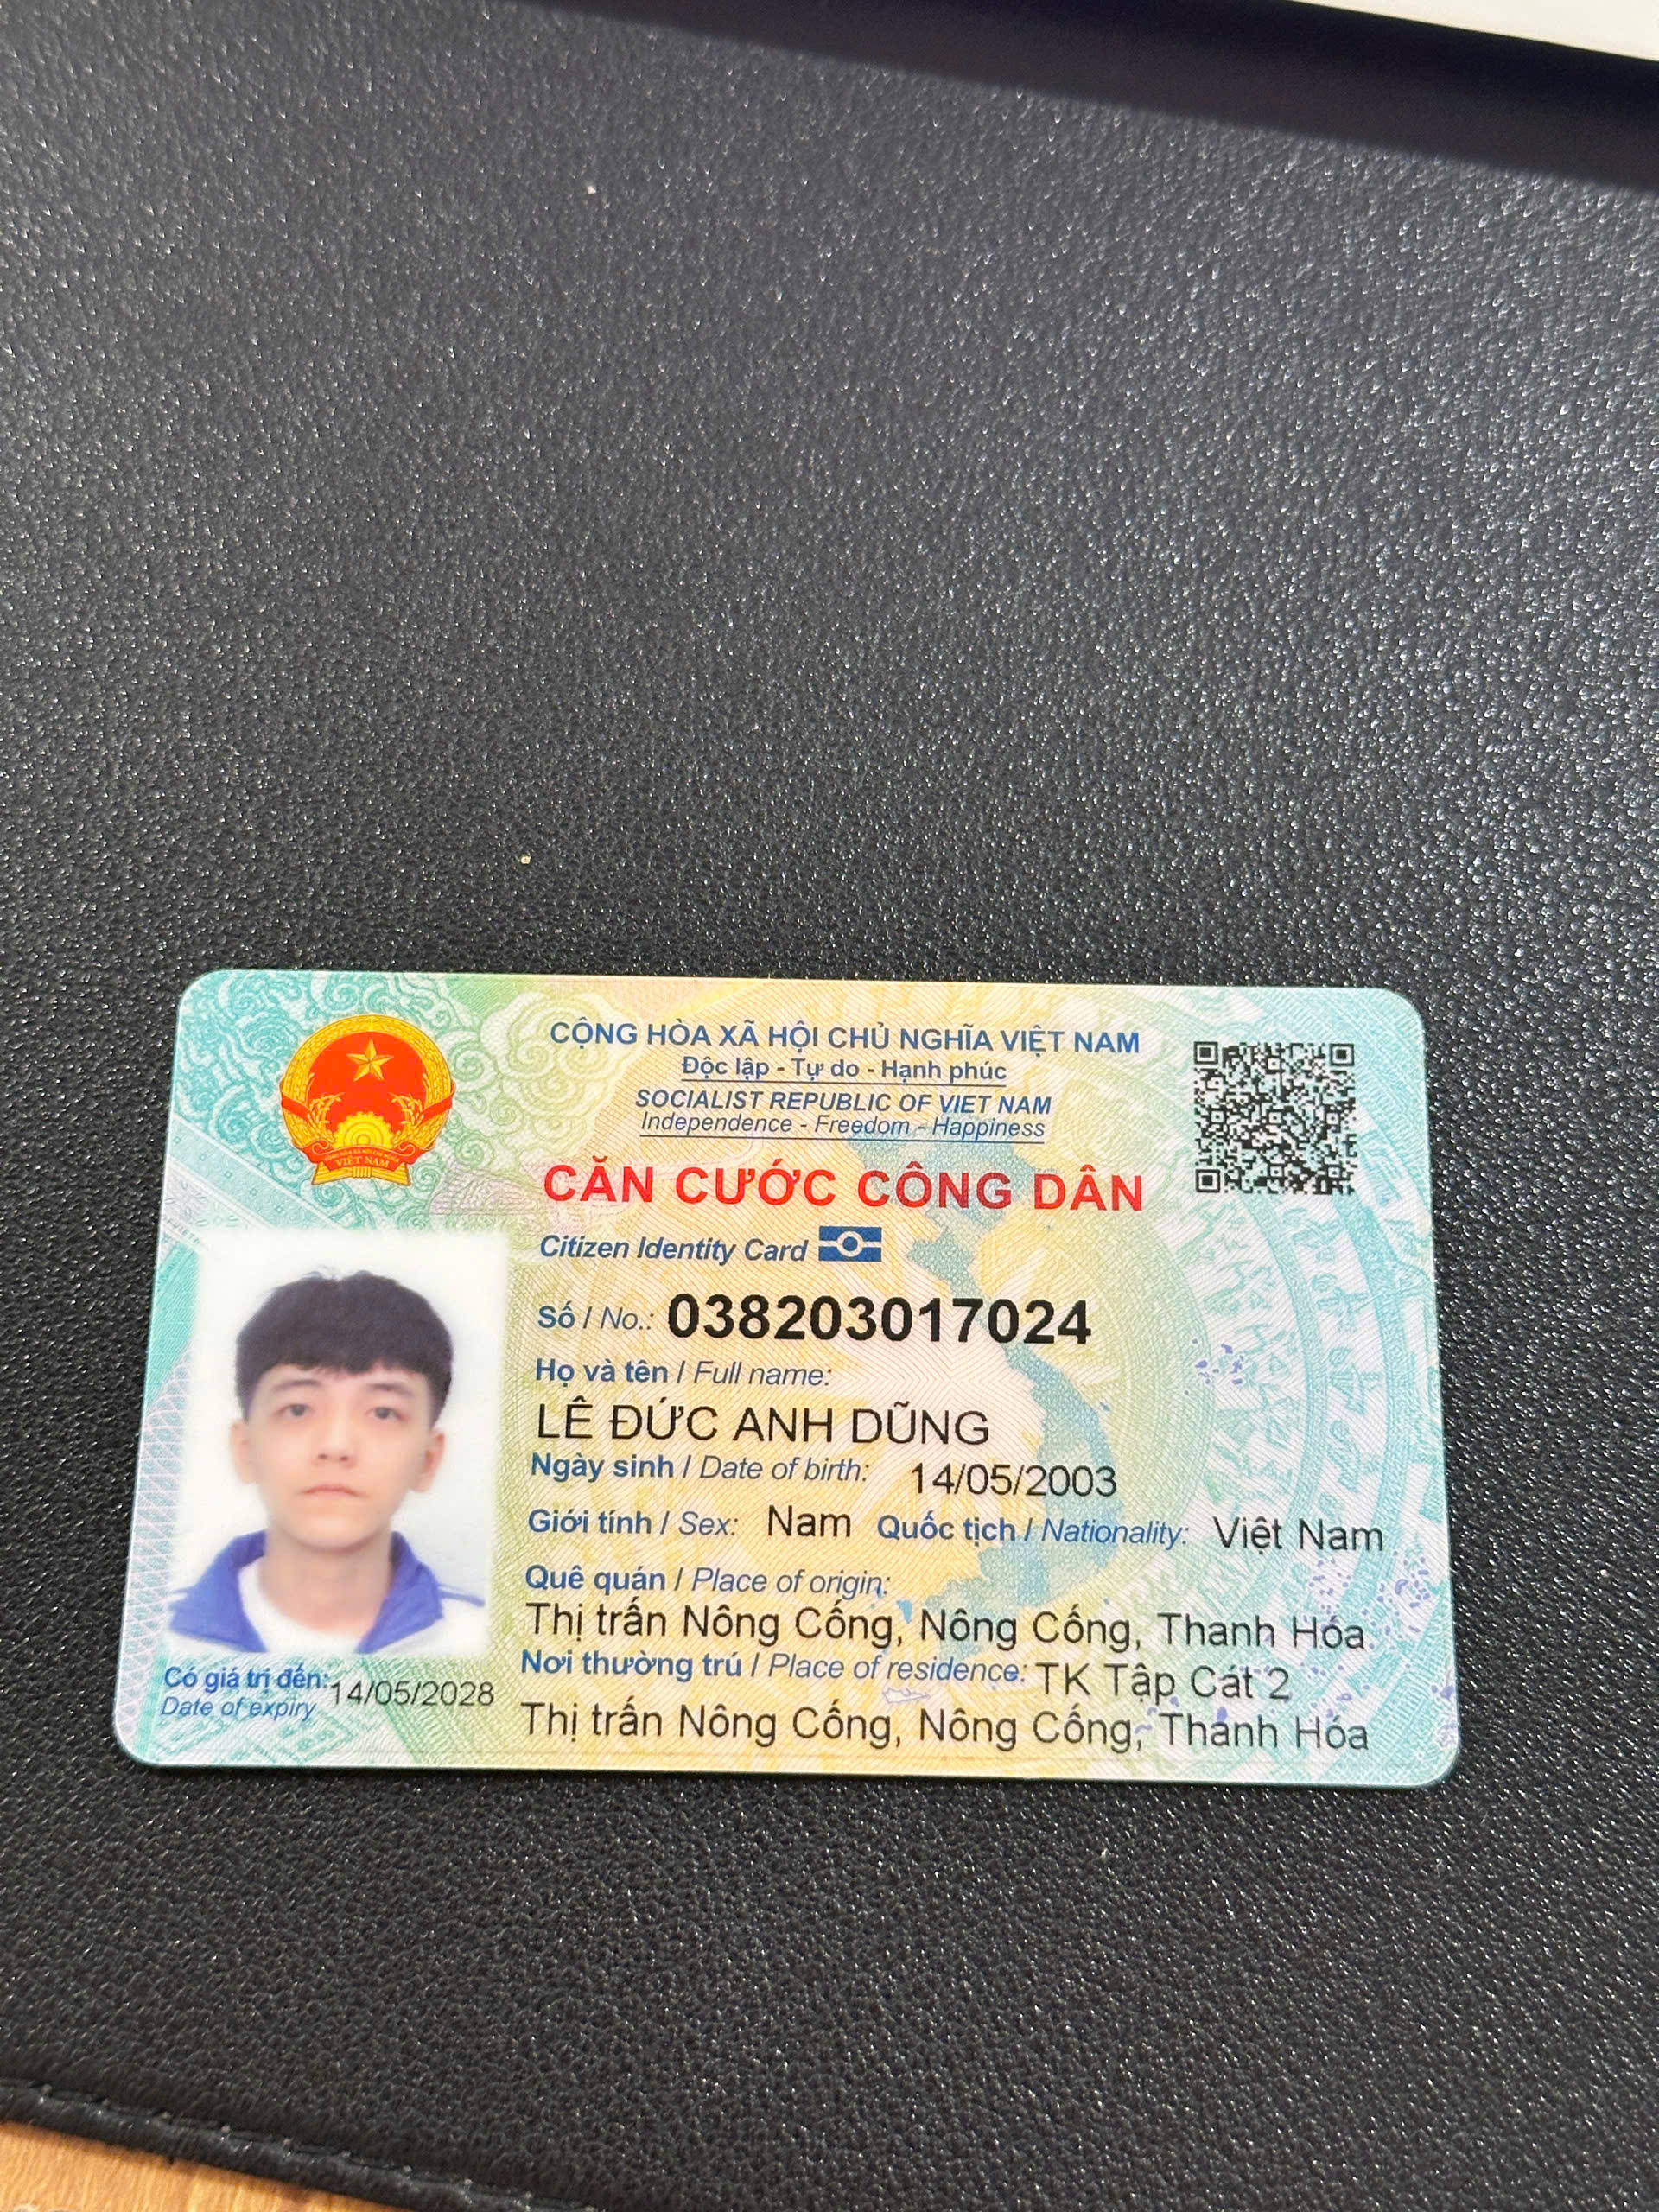 CỘNG HÒA XÃ HỘI CHỦ NGHĨA VIỆT NAM
Độc lập - Tự do - Hạnh phúc
SOCIALIST REPUBLIC OF VIET NAM
Independence - Freedom - Happiness
CĂN CƯỚC CÔNG DÂN
Citizen Identity Card
VIỆT NAM
Số / No.: 038203017024
Họ và tên / Full name:
LÊ ĐỨC ANH DŨNG
Ngày sinh / Date of birth: 14/05/2003
Giới tính / Sex: Nam Quốc tịch / Nationality: Việt Nam
Quê quán / Place of origin:
Thị trấn Nông Cống, Nông Cống, Thanh Hóa
Nơi thường trú / Place of residence: TK Tập Cát 2
Thị trấn Nông Cống, Nông Cống, Thanh Hóa
Có giá trị đến: 14/05/2028
Date of expiry